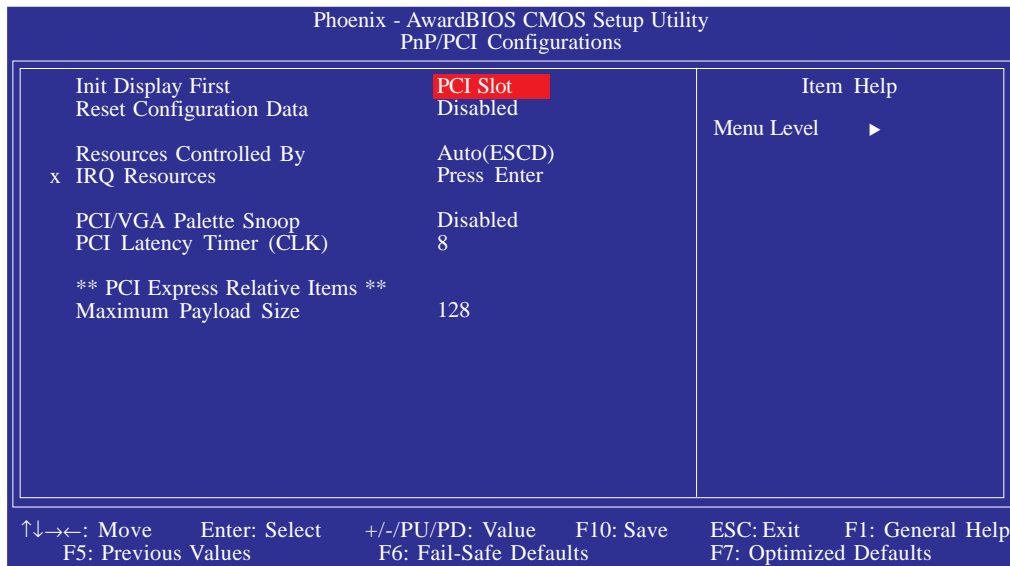 Phoenix - AwardBIOS CMOS Setup Utility
PnP/PCI Configurations
Init Display First PCI Slot
Reset Configuration Data Disabled
Resources Controlled By Auto(ESCD)
x IRQ Resources Press Enter
PCI/VGA Palette Snoop Disabled
PCI Latency Timer (CLK) 8
** PCI Express Relative Items **
Maximum Payload Size 128
Item Help
Menu Level ▶
↑↓→←: Move Enter: Select +/-/PU/PD: Value F10: Save ESC: Exit F1: General Help
F5: Previous Values F6: Fail-Safe Defaults F7: Optimized Defaults